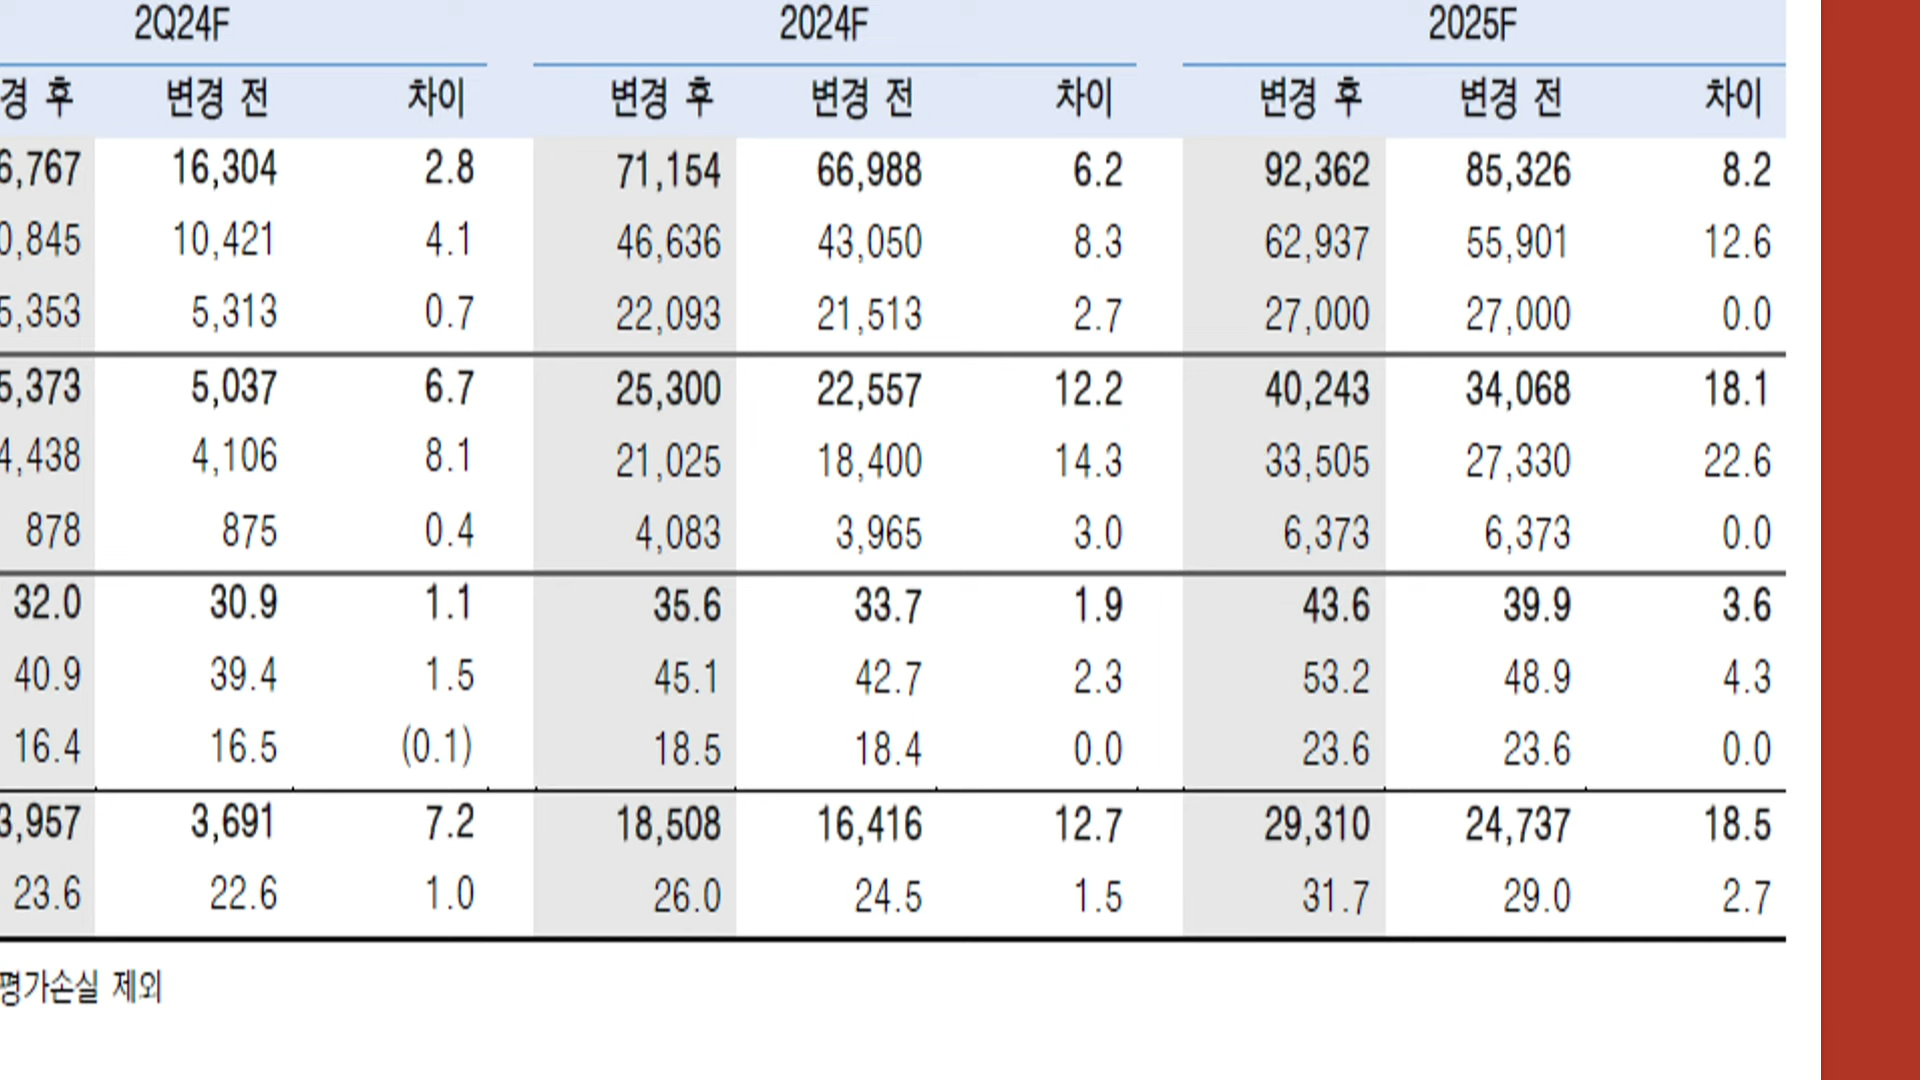 2Q24F 2024F 2025F
경 후 변경 전 차이 변경 후 변경 전 차이 변경 후 변경 전 차이
6,767 16,304 2.8 71,154 66,988 6.2 92,362 85,326 8.2
0,845 10,421 4.1 46,636 43,050 8.3 62,937 55,901 12.6
5,353 5,313 0.7 22,093 21,513 2.7 27,000 27,000 0.0
5,373 5,037 6.7 25,300 22,557 12.2 40,243 34,068 18.1
4,438 4,106 8.1 21,025 18,400 14.3 33,505 27,330 22.6
878 875 0.4 4,083 3,965 3.0 6,373 6,373 0.0
32.0 30.9 1.1 35.6 33.7 1.9 43.6 39.9 3.6
40.9 39.4 1.5 45.1 42.7 2.3 53.2 48.9 4.3
16.4 16.5 (0.1) 18.5 18.4 0.0 23.6 23.6 0.0
3,957 3,691 7.2 18,508 16,416 12.7 29,310 24,737 18.5
23.6 22.6 1.0 26.0 24.5 1.5 31.7 29.0 2.7
평가손실 제외